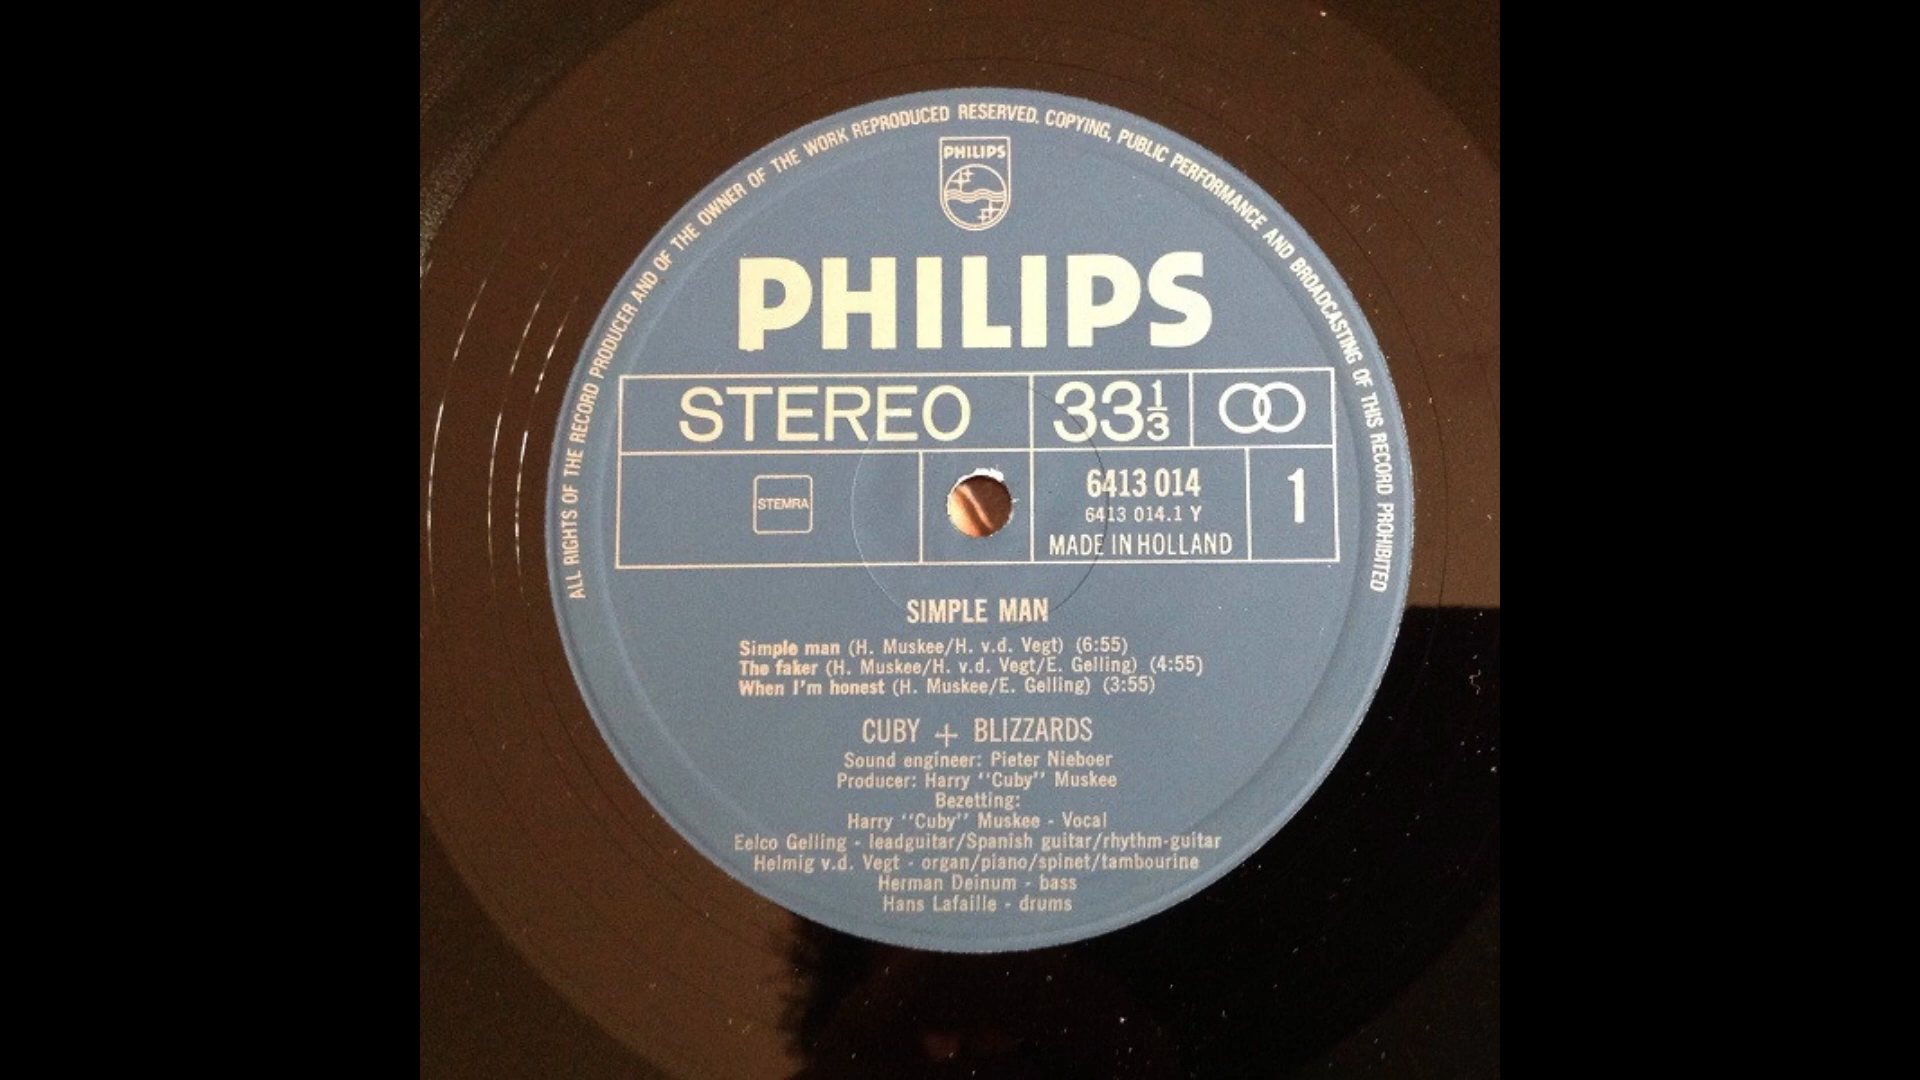 ALL RIGHTS OF THE RECORD PRODUCER AND OF THE OWNER OF THE WORK REPRODUCED RESERVED. COPYING, PUBLIC PERFORMANCE AND BROADCASTING OF THIS RECORD PROHIBITED
PHILIPS
PHILIPS
STEREO 33 1/3
STEMRA
6413 014 1
6413 014.1 Y
MADE IN HOLLAND
SIMPLE MAN
Simple man (H. Muskee/H. v.d. Vegt) (6:55)
The faker (H. Muskee/H. v.d. Vegt/E. Gelling) (4:55)
When I'm honest (H. Muskee/E. Gelling) (3:55)
CUBY + BLIZZARDS
Sound engineer: Pieter Nieboer
Producer: Harry "Cuby" Muskee
Bezetting:
Harry "Cuby" Muskee - Vocal
Eelco Gelling - leadguitar/Spanish guitar/rhythm-guitar
Helmig v.d. Vegt - organ/piano/spinet/tambourine
Herman Deinum - bass
Hans Lafaille - drums